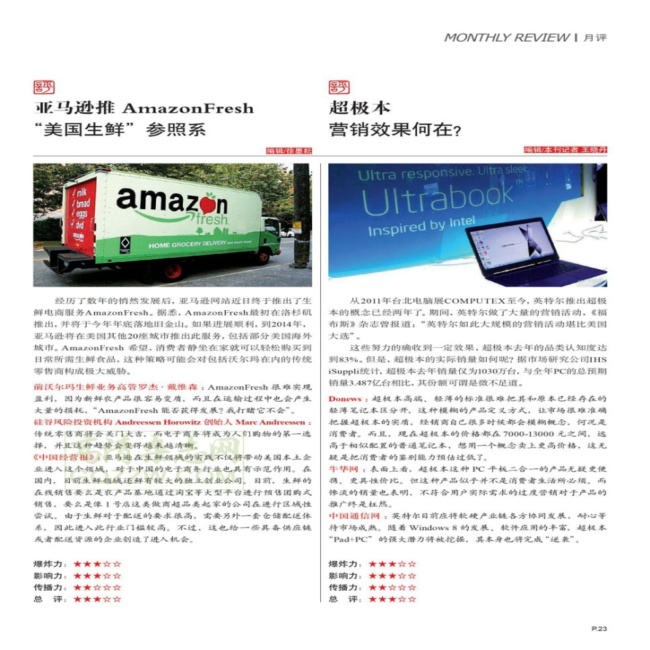 MONTHLY REVIEW | 月评
亚马逊推 AmazonFresh
“美国生鲜”参照系
编辑/徐墨起
milk
bread
eggs
dvd
amazon
fresh
HOME GROCERY DELIVERY
经历了数年的悄然发展后，亚马逊网站近日终于推出了生
鲜电商服务AmazonFresh。据悉，AmazonFresh最初在洛杉矶
推出，并将于今年年底落地旧金山。如果进展顺利，到2014年，
亚马逊将在美国其他20座城市推出此服务，包括部分美国海外
城市。AmazonFresh 希望，消费者静坐在家就可以轻松购买到
日常所需生鲜食品，这种策略可能会对包括沃尔玛在内的传统
零售商构成极大威胁。
前沃尔玛生鲜业务高管罗杰·戴维森：AmazonFresh 很难实现
盈利，因为新鲜农产品很容易变质，而且在运输过程中也会产生
大量的损耗，“AmazonFresh 能否获得发展？我打赌它不会”。
硅谷风险投资机构 Andreessen Horowitz 创始人 Marc Andreessen：
传统零售商将会关门大吉，而电子商务将成为人们购物的第一选
择，并且这种趋势会变得越来越清晰。
《中国经营报》：亚马逊在生鲜领域的实践不仅将带动美国本土企
业进入这个领域，对于中国的电子商务行业也具有示范作用。在
国内，目前生鲜领域还鲜有较大的独立创业公司，目前，生鲜的
在线销售要么是农产品基地通过淘宝等大型平台进行预售团购式
销售，要么是像 1 号店这类做商超品类起家的公司在进行区域性
尝试。由于生鲜对于配送的要求很高，需要另外一套仓储配送体
系，因此进入此行业门槛较高。不过，这也给一些具备供应链
或者配送资源的企业创造了进入机会。
爆炸力：★★★☆☆
影响力：★★★☆☆
传播力：★★☆☆☆
总 评：★★★☆☆
超极本
营销效果何在？
编辑/本刊记者 王晓丹
Ultra responsive. Ultra sleek.
Ultrabook™
Inspired by Intel
从2011年台北电脑展COMPUTEX至今，英特尔推出超极
本的概念已经两年了。期间，英特尔做了大量的营销活动，《福
布斯》杂志曾报道：“英特尔如此大规模的营销活动堪比美国
大选”。
这些努力的确收到一定效果，超极本去年的品类认知度达
到83%。但是，超极本的实际销量如何呢？据市场研究公司IHS
iSuppli统计，超极本去年销量仅为1030万台，与全年PC的总预期
销量3.487亿台相比，其份额可谓是微不足道。
Donews：超极本高端、轻薄的标准很难把其和原本已经存在的
轻薄笔记本区分开，这种模糊的产品定义方式，让市场很难准确
把握超极本的实质，经销商自己很多时候都会模糊概念，何况是
消费者。而且，现在超极本的价格都在7000-13000 元之间，远
高于相似配置的普通笔记本，想用一个概念卖上更高价格，这无
疑是把消费者的鉴别能力预估过低了。
牛华网：表面上看，超极本这种 PC 平板二合一的产品无疑更便
携，更具性价比，但这种产品似乎并不是消费者生活所必须，而
惨淡的销量也表明，不符合用户实际需求的过度营销对于产品的
推广终是枉然。
中国通信网：英特尔目前应将软硬产业链各方协同发展，耐心等
待市场成熟，随着 Windows 8 的发展，软件应用的丰富，超极本
“Pad+PC” 的强大潜力将被挖掘，其本身也将完成“逆袭”。
爆炸力：★★★☆☆
影响力：★★★☆☆
传播力：★★☆☆☆
总 评：★★★☆☆
P.23